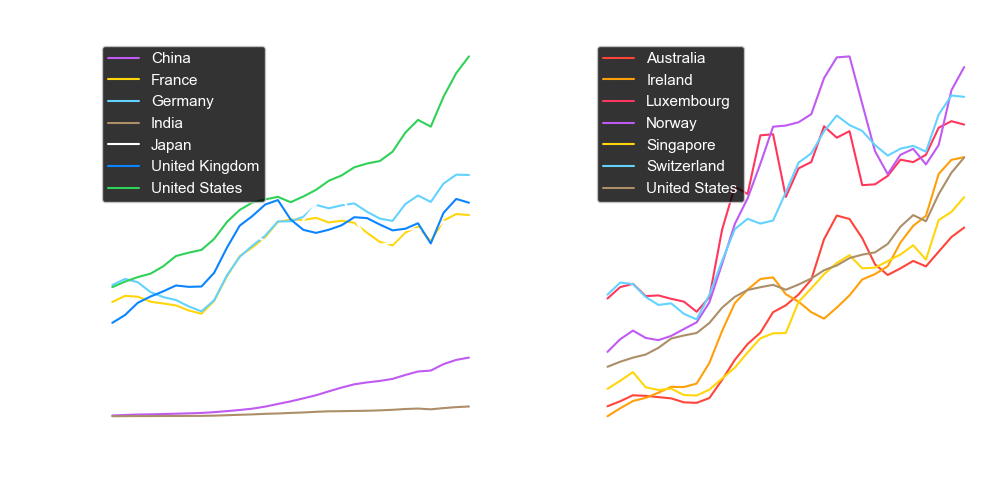 China
France
Germany
India
Japan
United Kingdom
United States
Australia
Ireland
Luxembourg
Norway
Singapore
Switzerland
United States